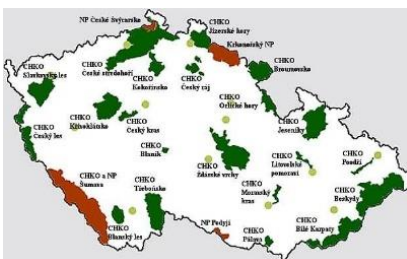 NP České Švýcarsko
CHKO
Jizerské hory
Krkonošský NP
CHKO
Slavkovský les
CHKO
České středohoří
CHKO
Kokořínsko
CHKO
Český ráj
CHKO
Broumovsko
CHKO
Orlické hory
CHKO
Český les
CHKO
Křivoklátsko
CHKO
Český kras
CHKO
Jeseníky
CHKO
Blaník
CHKO
Litovelské
pomoraví
CHKO
Poodří
CHKO a NP
Šumava
CHKO
Třeboňsko
CHKO
Žďárské vrchy
CHKO
Moravský
kras
CHKO
Beskydy
CHKO
Blanský les
NP Podyjí
CHKO
Pálava
CHKO
Bílé Karpaty